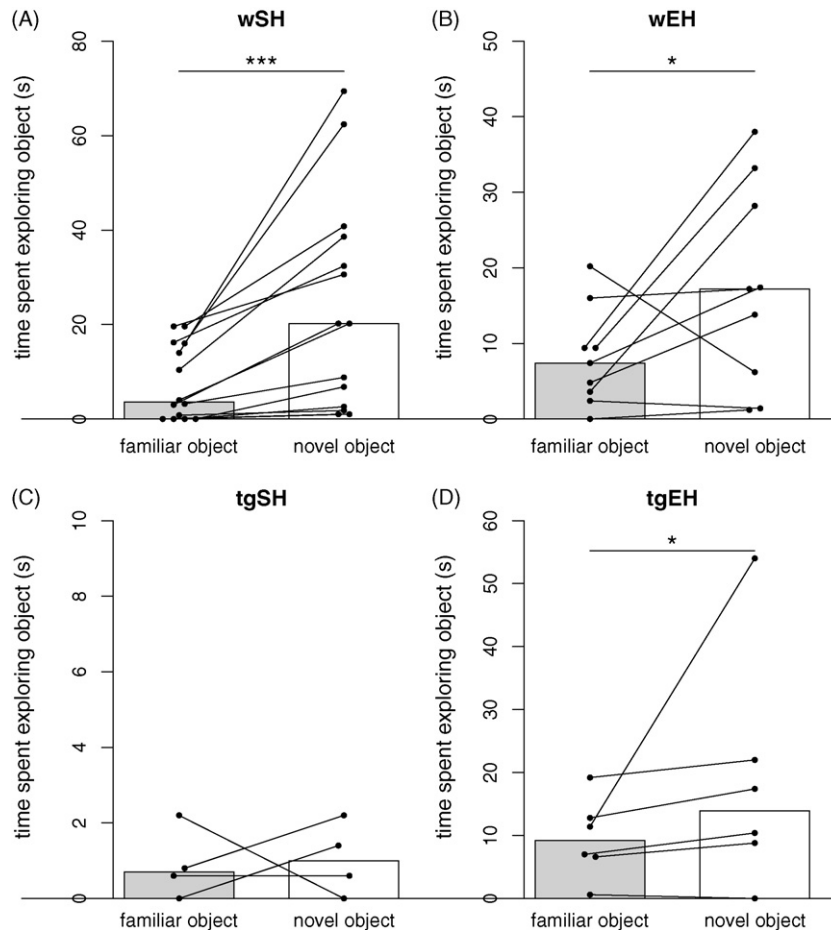 (A)
wSH
time spent exploring object (s)
80
60
40
20
0
***
familiar object
novel object
(B)
wEH
time spent exploring object (s)
50
40
30
20
10
0
*
familiar object
novel object
(C)
tgSH
time spent exploring object (s)
10
8
6
4
2
0
familiar object
novel object
(D)
tgEH
time spent exploring object (s)
60
50
40
30
20
10
0
*
familiar object
novel object